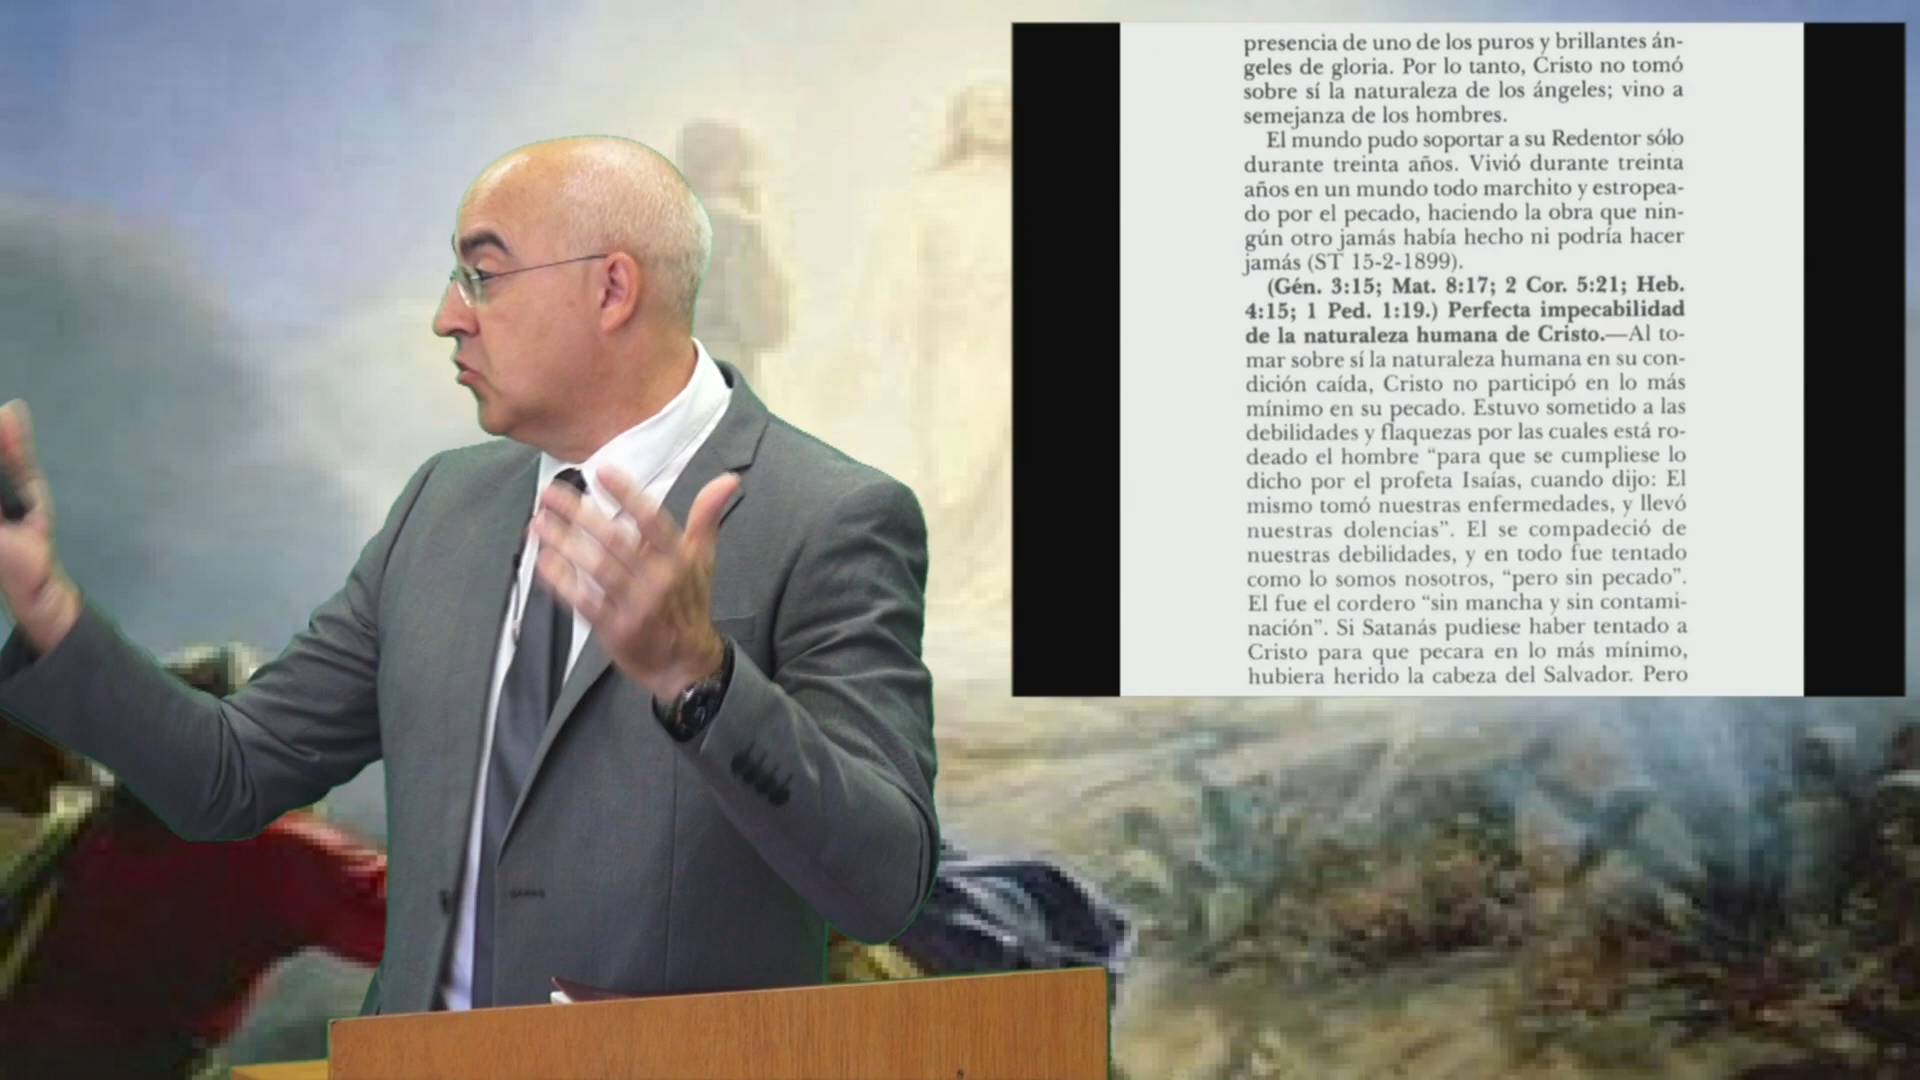 presencia de uno de los puros y brillantes án-
geles de gloria. Por lo tanto, Cristo no tomó
sobre sí la naturaleza de los ángeles; vino a
semejanza de los hombres.
El mundo pudo soportar a su Redentor sólo
durante treinta años. Vivió durante treinta
años en un mundo todo marchito y estropea-
do por el pecado, haciendo la obra que nin-
gún otro jamás había hecho ni podría hacer
jamás (ST 15-2-1899).
(Gén. 3:15; Mat. 8:17; 2 Cor. 5:21; Heb.
4:15; 1 Ped. 1:19.) Perfecta impecabilidad
de la naturaleza humana de Cristo.—Al to-
mar sobre sí la naturaleza humana en su con-
dición caída, Cristo no participó en lo más
mínimo en su pecado. Estuvo sometido a las
debilidades y flaquezas por las cuales está ro-
deado el hombre “para que se cumpliese lo
dicho por el profeta Isaías, cuando dijo: El
mismo tomó nuestras enfermedades, y llevó
nuestras dolencias”. El se compadeció de
nuestras debilidades, y en todo fue tentado
como lo somos nosotros, “pero sin pecado”.
El fue el cordero “sin mancha y sin contami-
nación”. Si Satanás pudiese haber tentado a
Cristo para que pecara en lo más mínimo,
hubiera herido la cabeza del Salvador. Pero